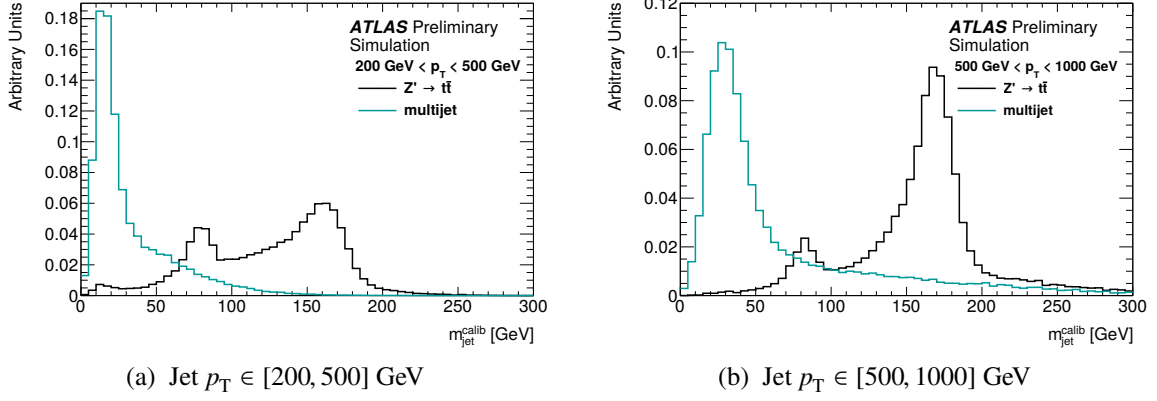 Arbitrary Units
0.18
0.16
0.14
0.12
0.1
0.08
0.06
0.04
0.02
0
0 50 100 150 200 250 300
m_jet^calib [GeV]
ATLAS Preliminary
Simulation
200 GeV < p_T < 500 GeV
Z' → tt̄
multijet
(a) Jet p_T ∈ [200, 500] GeV
Arbitrary Units
0.12
0.1
0.08
0.06
0.04
0.02
0
0 50 100 150 200 250 300
m_jet^calib [GeV]
ATLAS Preliminary
Simulation
500 GeV < p_T < 1000 GeV
Z' → tt̄
multijet
(b) Jet p_T ∈ [500, 1000] GeV